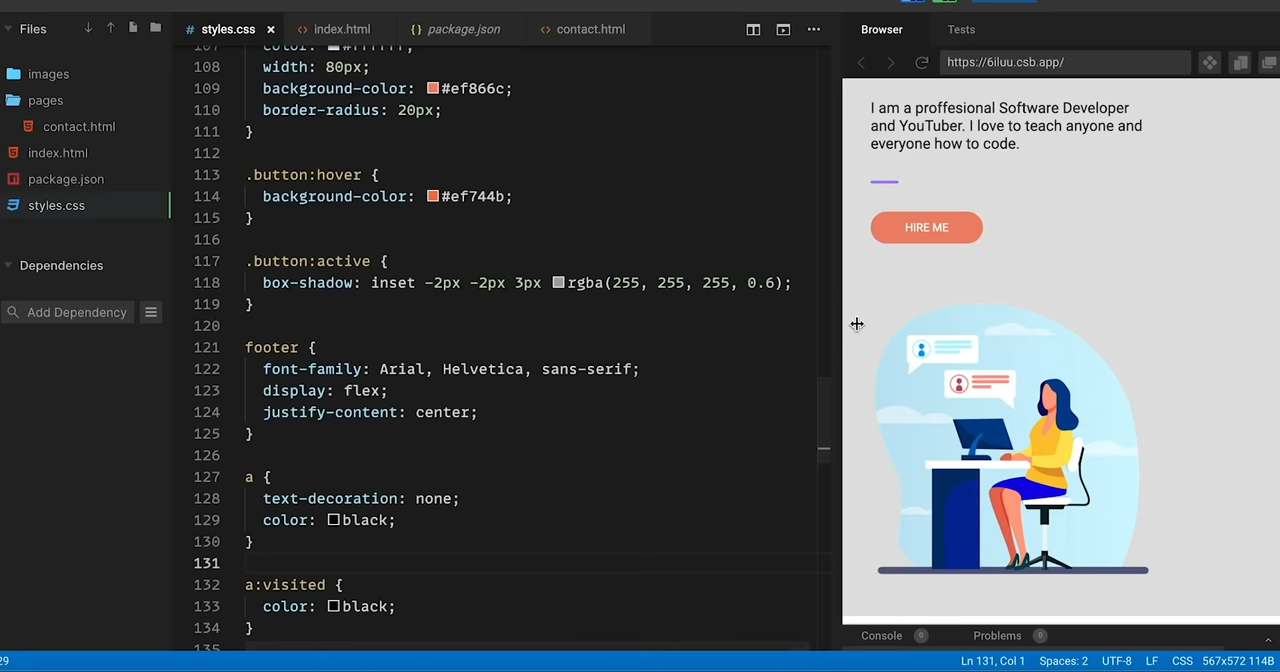 Files
styles.css ×
index.html
package.json
contact.html
Browser
Tests
https://6iluu.csb.app/
images
pages
contact.html
index.html
package.json
styles.css
Dependencies
Add Dependency
107 color: #ffffff;
108 width: 80px;
109 background-color: #ef866c;
110 border-radius: 20px;
111 }
112
113 .button:hover {
114 background-color: #ef744b;
115 }
116
117 .button:active {
118 box-shadow: inset -2px -2px 3px rgba(255, 255, 255, 0.6);
119 }
120
121 footer {
122 font-family: Arial, Helvetica, sans-serif;
123 display: flex;
124 justify-content: center;
125 }
126
127 a {
128 text-decoration: none;
129 color: black;
130 }
131
132 a:visited {
133 color: black;
134 }
135
I am a proffesional Software Developer
and YouTuber. I love to teach anyone and
everyone how to code.
HIRE ME
Console 0
Problems 0
29
Ln 131, Col 1
Spaces: 2
UTF-8
LF
CSS
567x572 114B